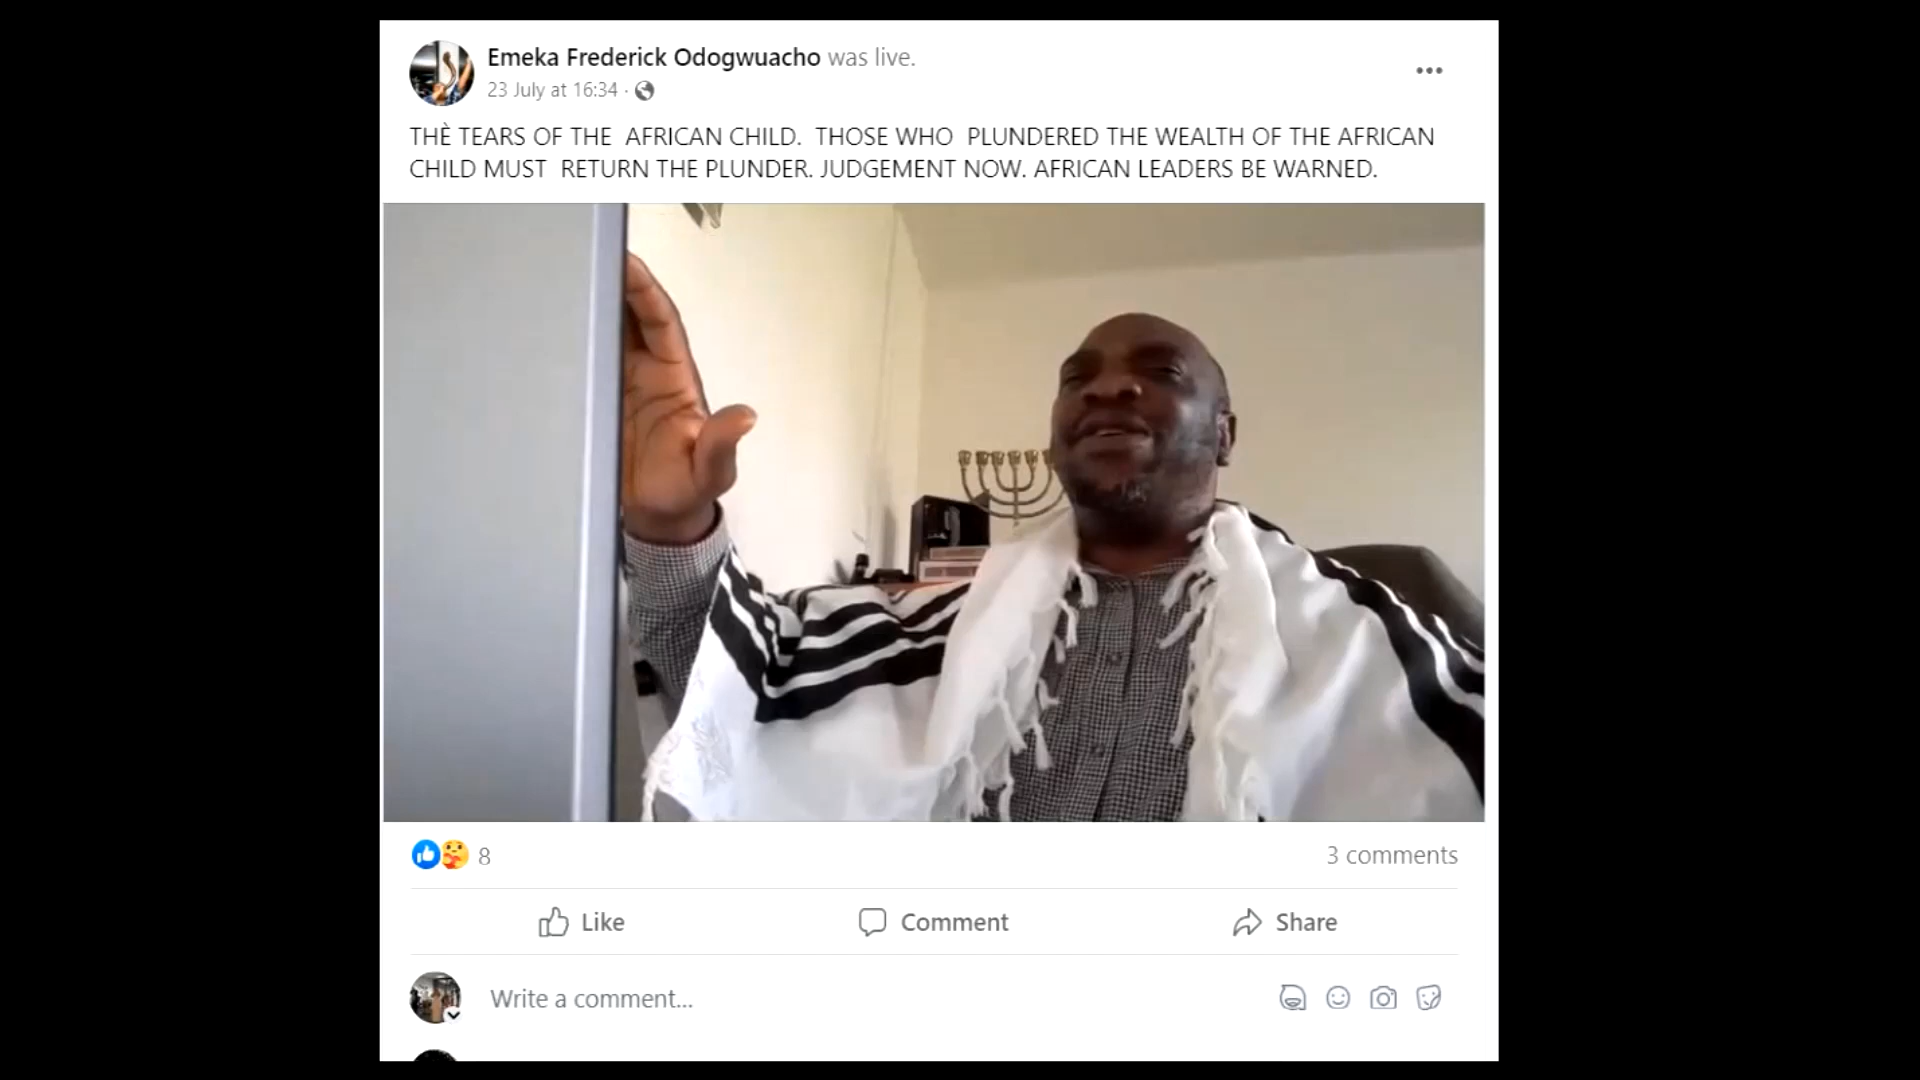 Emeka Frederick Odogwuacho was live.
23 July at 16:34 ·
THÈ TEARS OF THE AFRICAN CHILD. THOSE WHO PLUNDERED THE WEALTH OF THE AFRICAN
CHILD MUST RETURN THE PLUNDER. JUDGEMENT NOW. AFRICAN LEADERS BE WARNED.
8
3 comments
Like
Comment
Share
Write a comment...